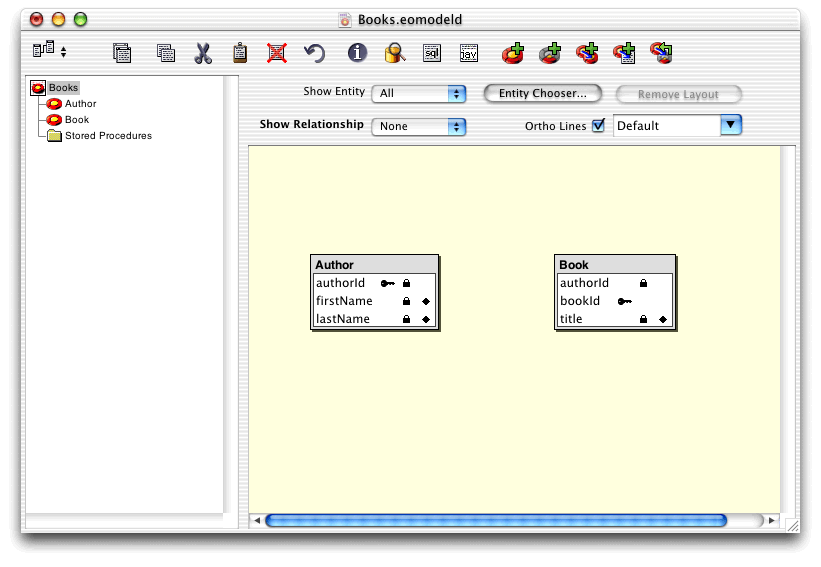 Books.eomodeld
sql
jav
Books
Author
Book
Stored Procedures
Show Entity All Entity Chooser... Remove Layout
Show Relationship None Ortho Lines Default
Author
authorId
firstName
lastName
Book
authorId
bookId
title